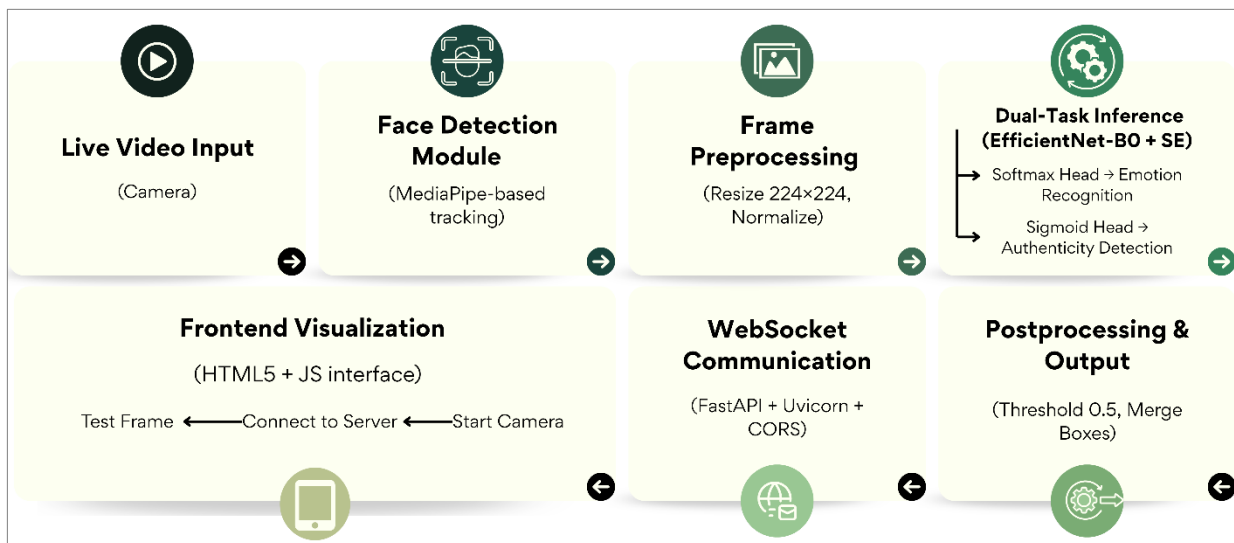 Live Video Input
(Camera)
Face Detection
Module
(MediaPipe-based
tracking)
Frame
Preprocessing
(Resize 224×224,
Normalize)
Dual-Task Inference
(EfficientNet-B0 + SE)
Softmax Head → Emotion
Recognition
Sigmoid Head →
Authenticity Detection
Frontend Visualization
(HTML5 + JS interface)
Test Frame ← Connect to Server ← Start Camera
WebSocket
Communication
(FastAPI + Uvicorn +
CORS)
Postprocessing &
Output
(Threshold 0.5, Merge
Boxes)